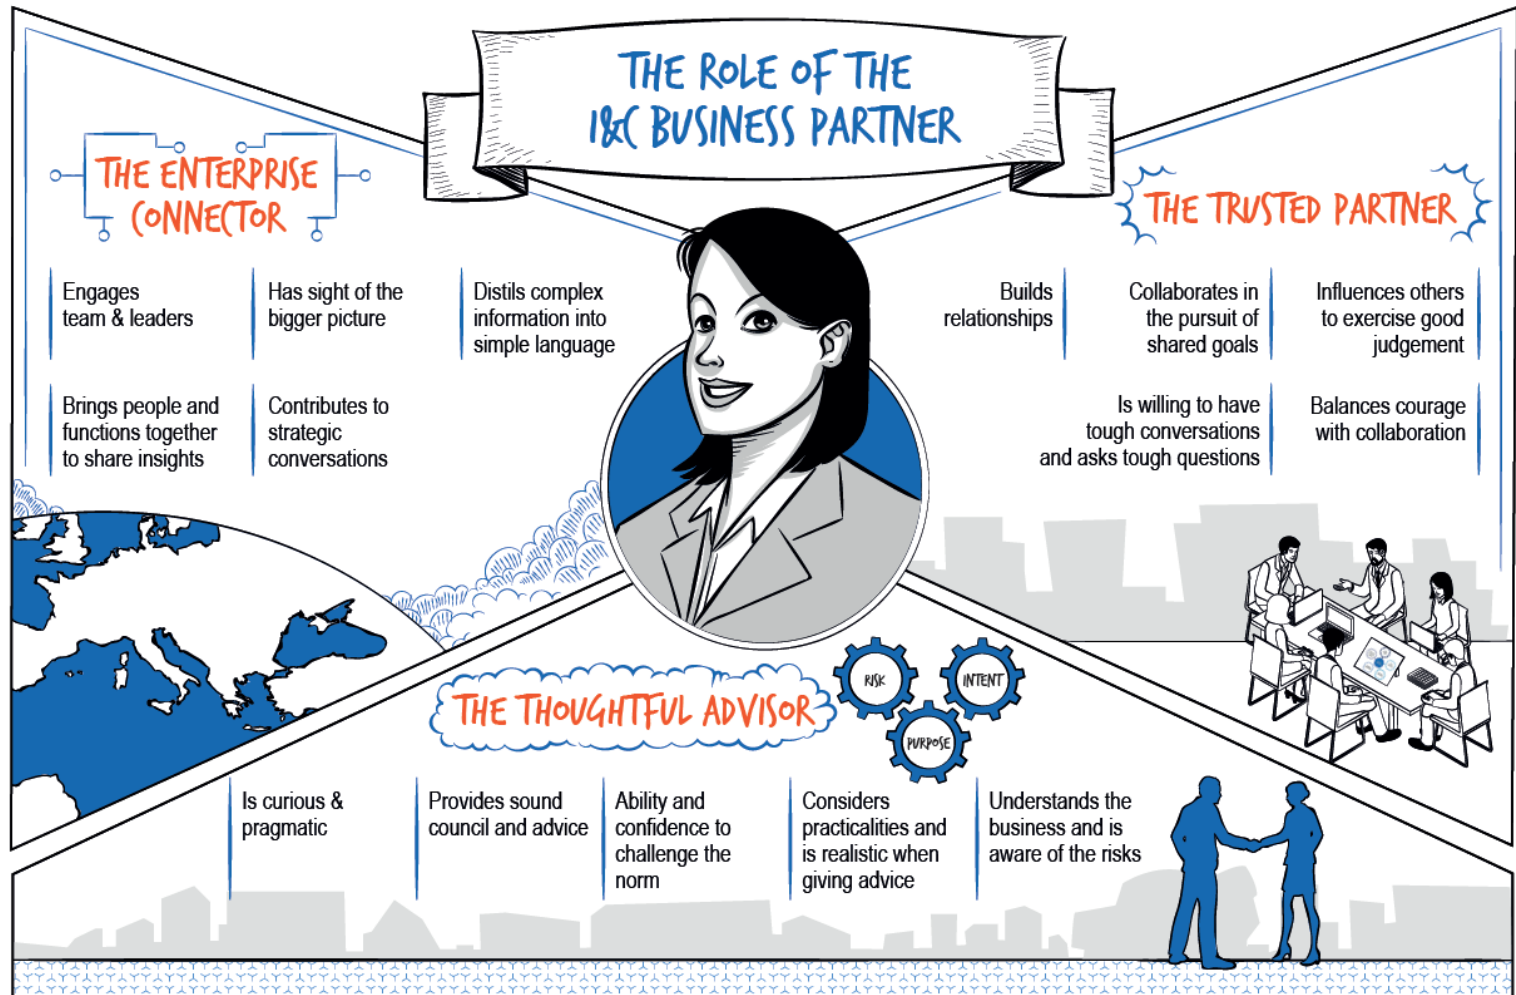 THE ROLE OF THE
I&C BUSINESS PARTNER
THE ENTERPRISE
CONNECTOR
Engages
team & leaders
Has sight of the
bigger picture
Distils complex
information into
simple language
Brings people and
functions together
to share insights
Contributes to
strategic
conversations
THE TRUSTED PARTNER
Builds
relationships
Collaborates in
the pursuit of
shared goals
Influences others
to exercise good
judgement
Is willing to have
tough conversations
and asks tough questions
Balances courage
with collaboration
THE THOUGHTFUL ADVISOR
RISK
INTENT
PURPOSE
Is curious &
pragmatic
Provides sound
council and advice
Ability and
confidence to
challenge the
norm
Considers
practicalities and
is realistic when
giving advice
Understands the
business and is
aware of the risks